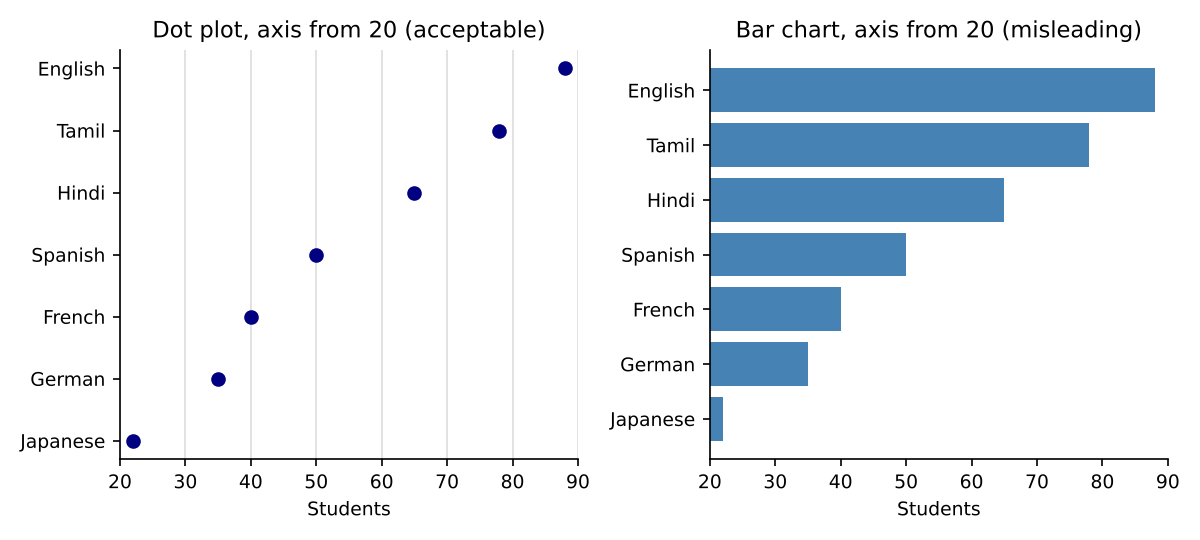 Dot plot, axis from 20 (acceptable)
English
Tamil
Hindi
Spanish
French
German
Japanese
20 30 40 50 60 70 80 90
Students
Bar chart, axis from 20 (misleading)
English
Tamil
Hindi
Spanish
French
German
Japanese
20 30 40 50 60 70 80 90
Students